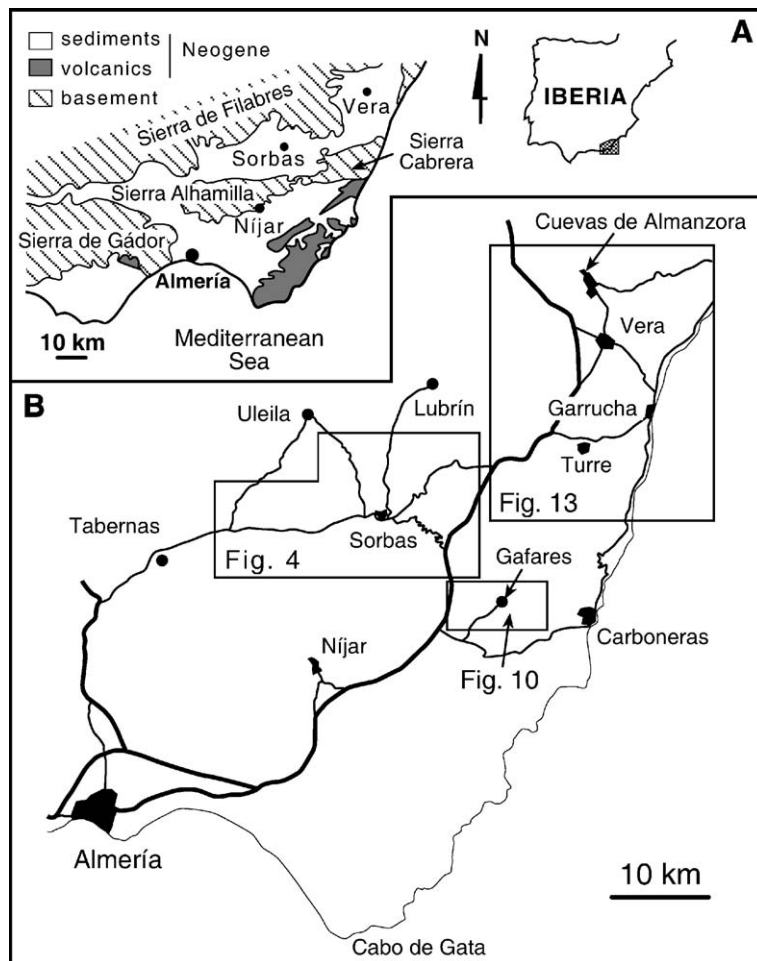 A
sediments
volcanics
basement
Neogene
N
IBERIA
Sierra de Filabres
Vera
Sorbas
Sierra
Cabrera
Sierra Alhamilla
Níjar
Sierra de Gádor
Almería
10 km
Mediterranean
Sea
B
Cuevas de Almanzora
Vera
Lubrín
Uleila
Garrucha
Turre
Fig. 13
Tabernas
Sorbas
Fig. 4
Gafares
Carboneras
Níjar
Fig. 10
Almería
10 km
Cabo de Gata